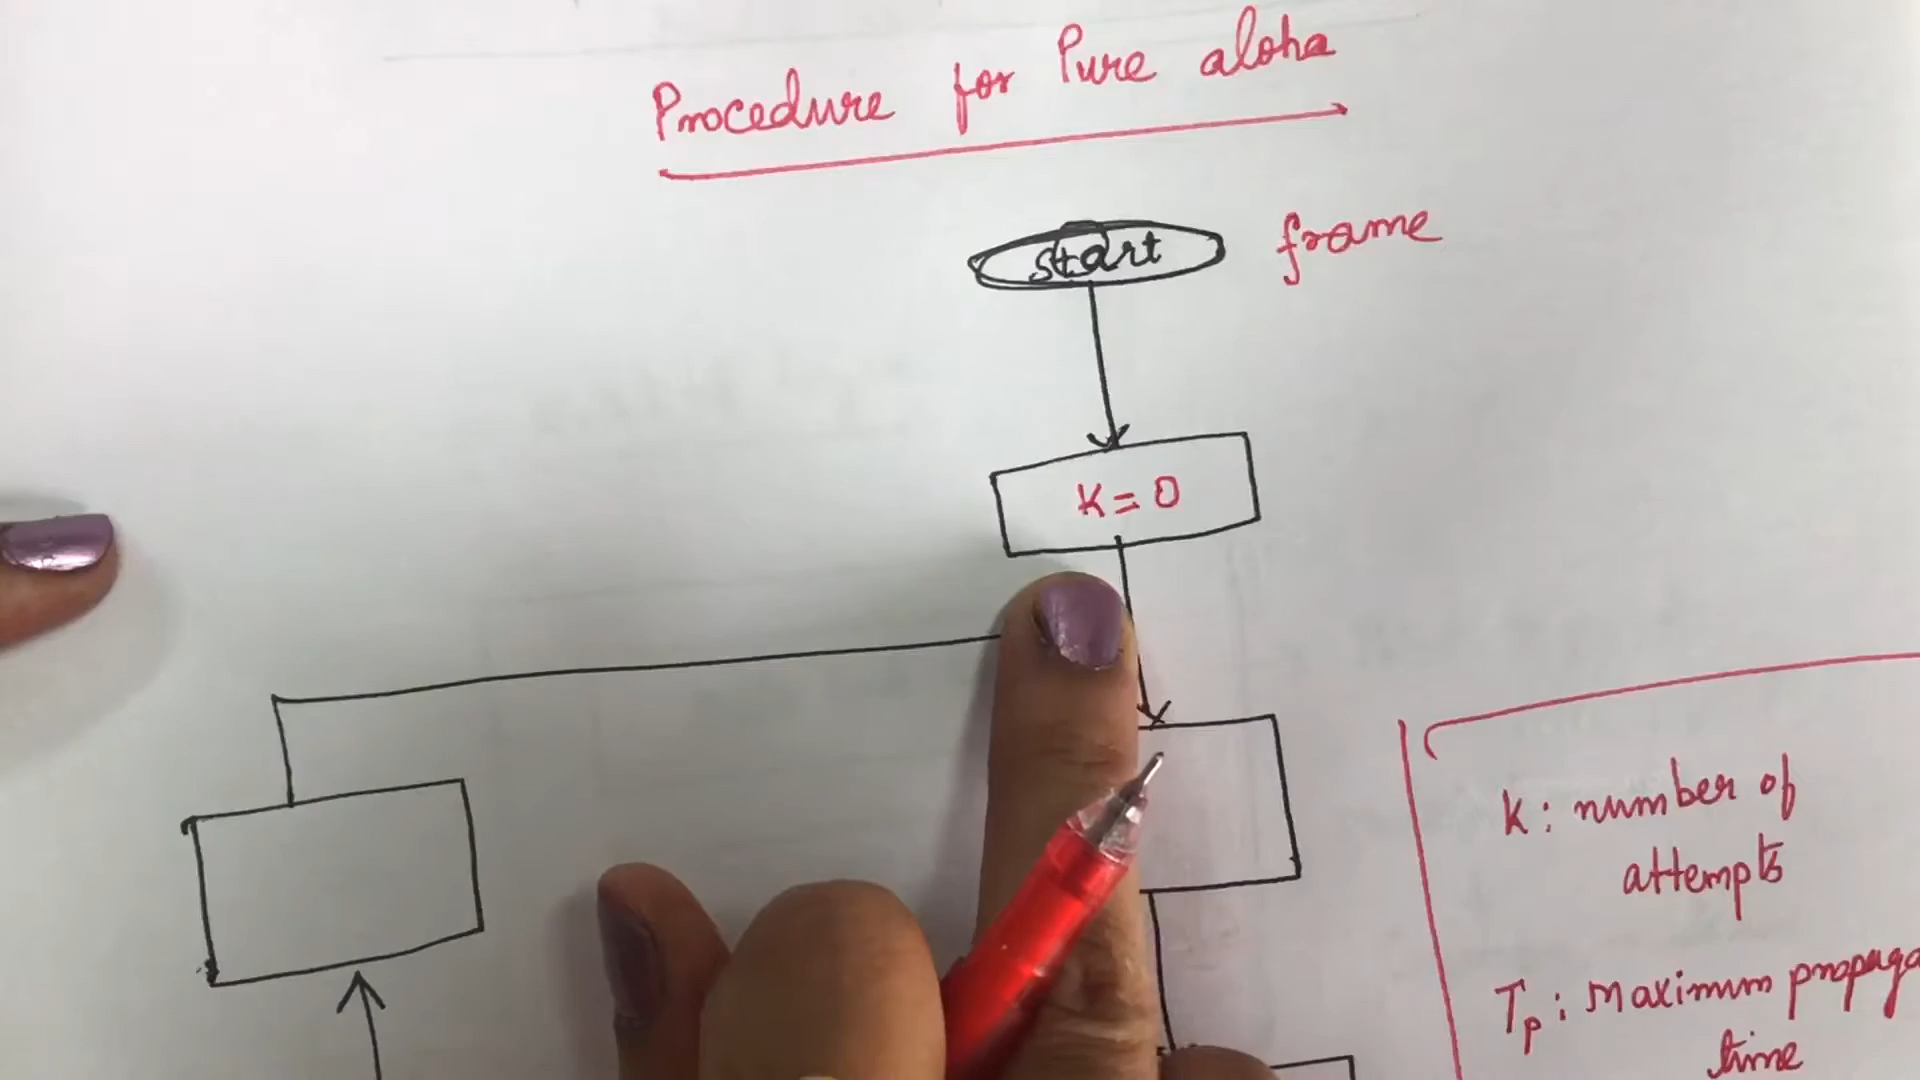 Procedure for Pure aloha
start
frame
K = 0
K : number of
attempts
Tp : Maximum propaga
time